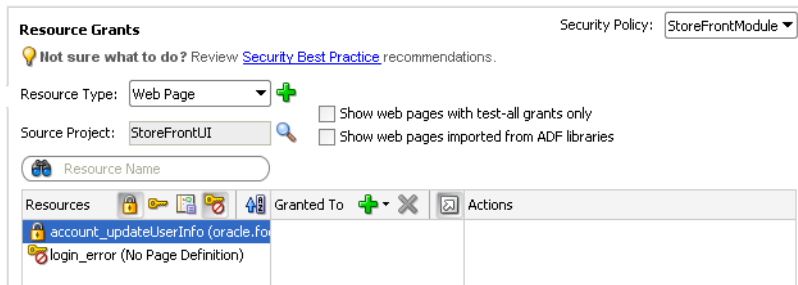 Resource Grants
Security Policy: StoreFrontModule
Not sure what to do? Review Security Best Practice recommendations.
Resource Type: Web Page
Show web pages with test-all grants only
Source Project: StoreFrontUI
Show web pages imported from ADF libraries
Resource Name
Resources Granted To Actions
account_updateUserInfo (oracle.fo
login_error (No Page Definition)